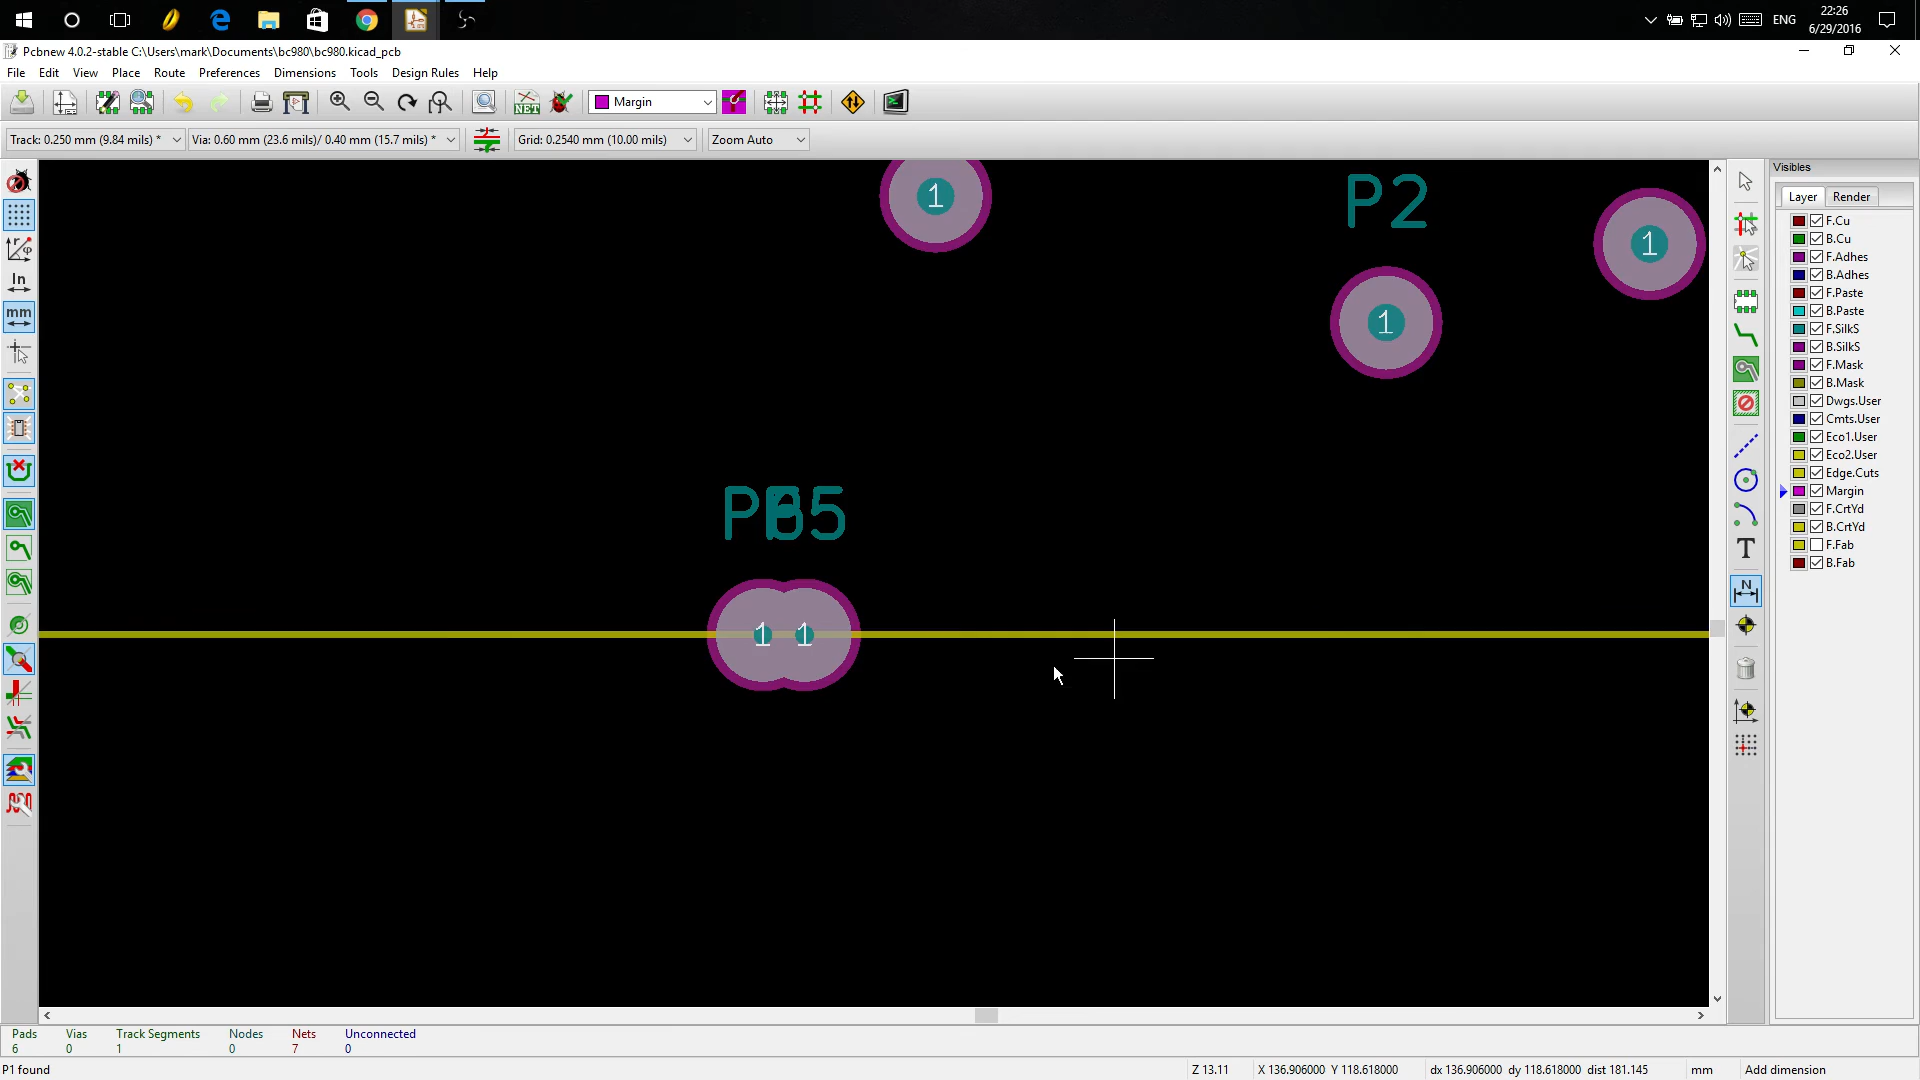 22:26
ENG
6/29/2016
Pcbnew 4.0.2-stable C:\Users\mark\Documents\bc980\bc980.kicad_pcb
File Edit View Place Route Preferences Dimensions Tools Design Rules Help
NET
Margin
Track: 0.250 mm (9.84 mils) *
Via: 0.60 mm (23.6 mils)/ 0.40 mm (15.7 mils) *
Grid: 0.2540 mm (10.00 mils)
Zoom Auto
Visibles
Layer Render
F.Cu
B.Cu
F.Adhes
B.Adhes
F.Paste
B.Paste
F.SilkS
B.SilkS
F.Mask
B.Mask
Dwgs.User
Cmts.User
Eco1.User
Eco2.User
Edge.Cuts
Margin
F.CrtYd
B.CrtYd
F.Fab
B.Fab
In
mm
T
N
1
P2
1
1
1 1
Pads Vias Track Segments Nodes Nets Unconnected
6 0 1 0 7 0
P1 found
Z 13.11
X 136.906000 Y 118.618000
dx 136.906000 dy 118.618000 dist 181.145
mm
Add dimension